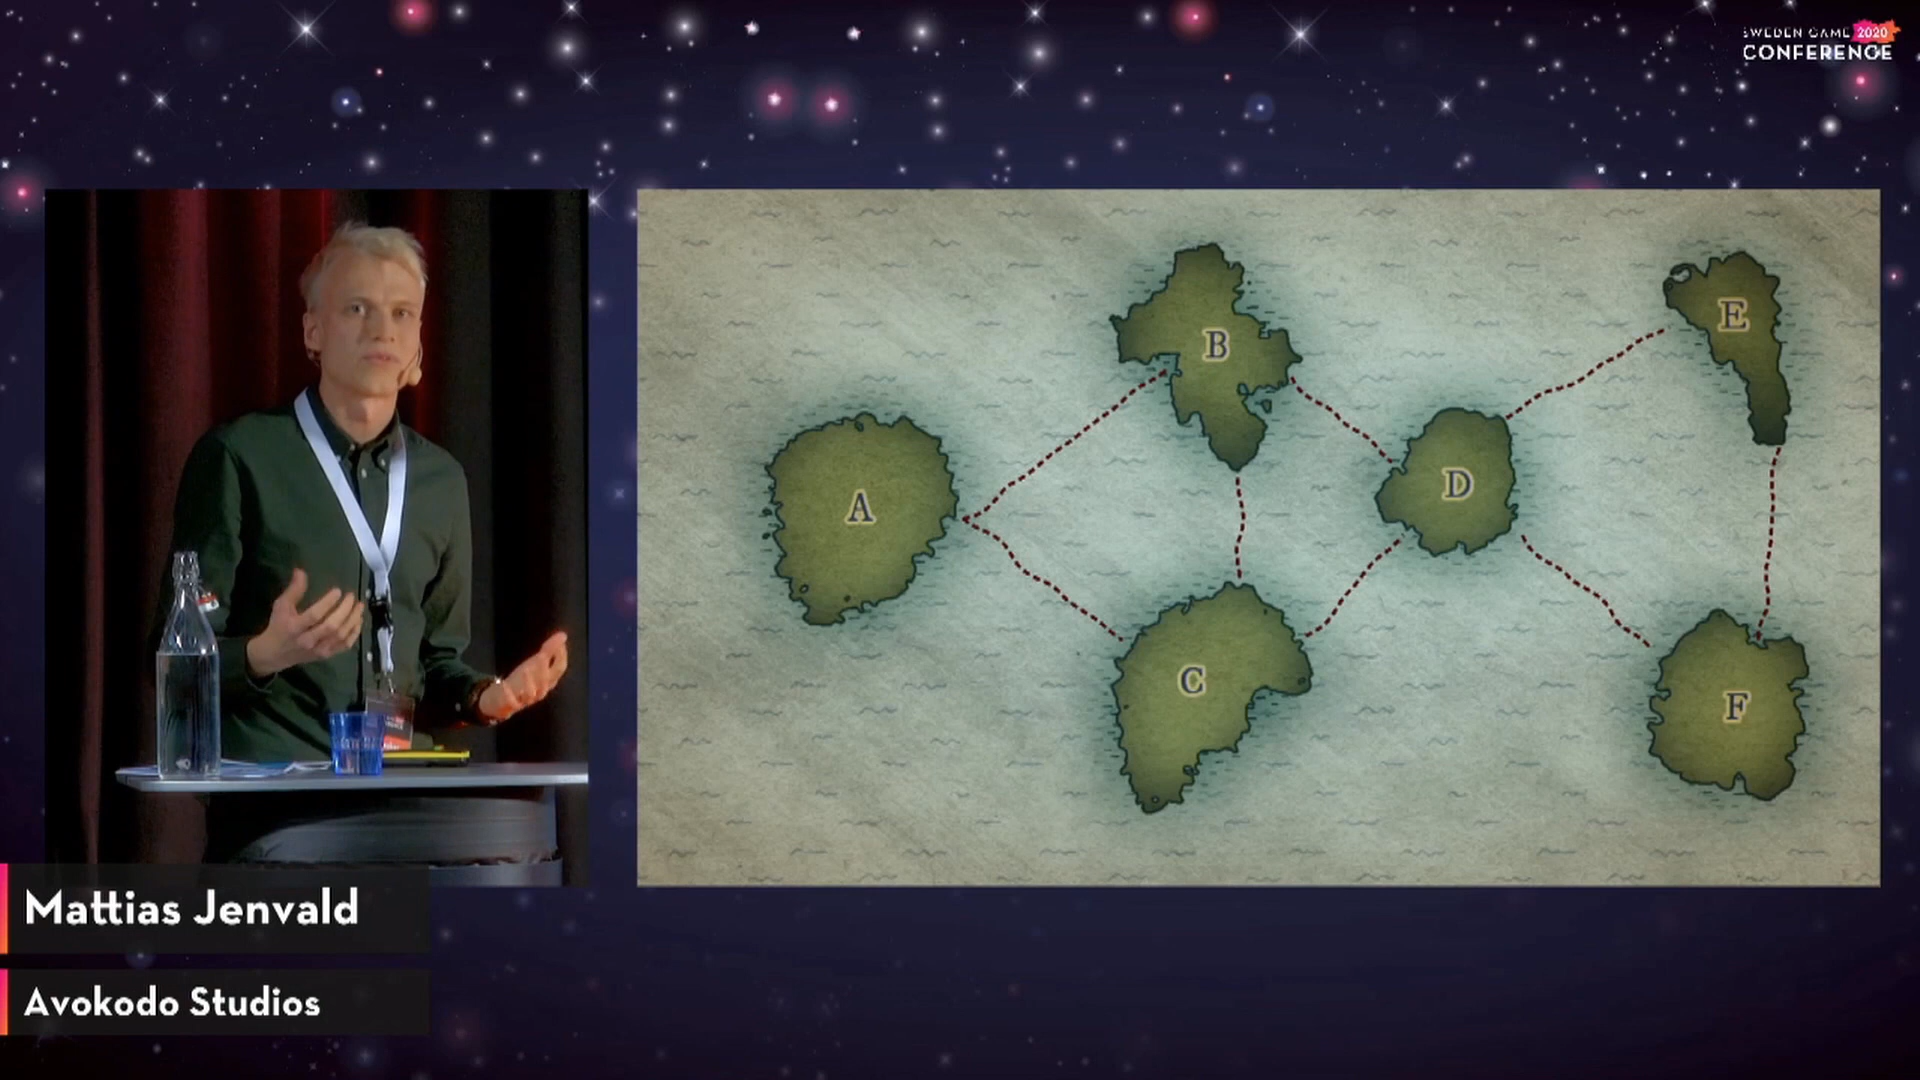 SWEDEN GAME 2020
CONFERENCE
B
E
D
A
C
F
Mattias Jenvald
Avokodo Studios